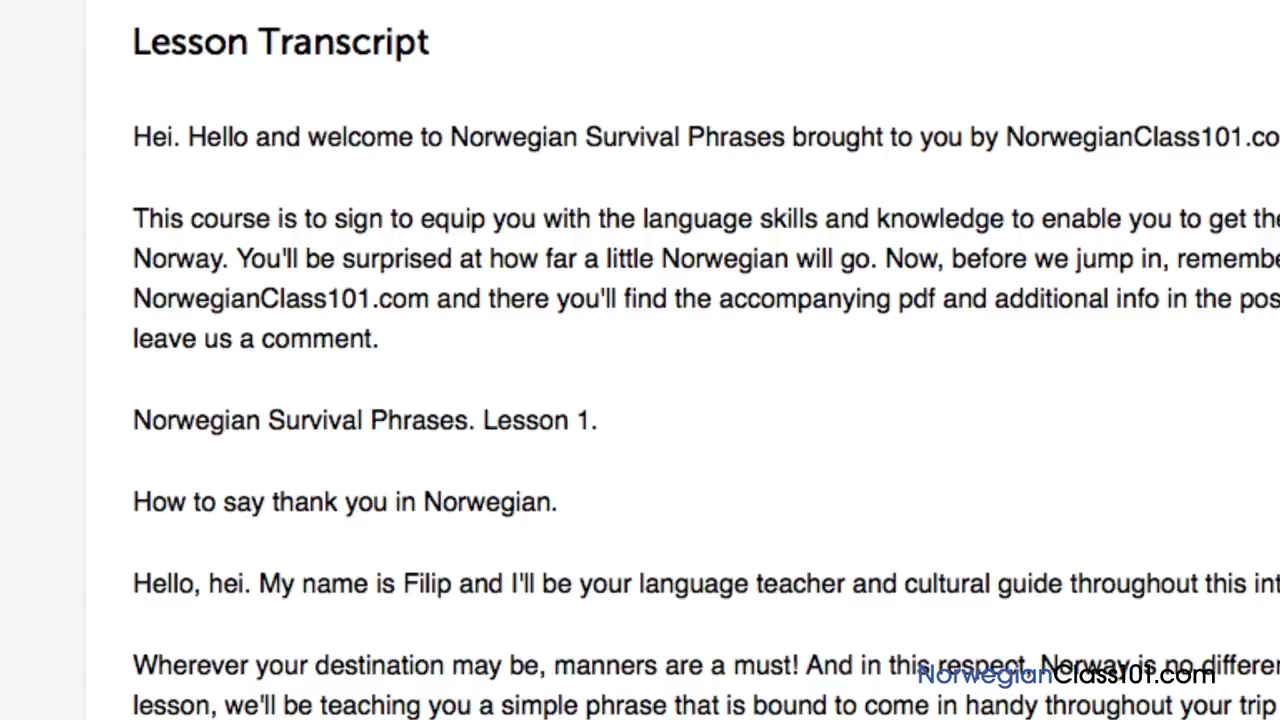 Lesson Transcript
Hei. Hello and welcome to Norwegian Survival Phrases brought to you by NorwegianClass101.co
This course is to sign to equip you with the language skills and knowledge to enable you to get the
Norway. You'll be surprised at how far a little Norwegian will go. Now, before we jump in, remembe
NorwegianClass101.com and there you'll find the accompanying pdf and additional info in the pos
leave us a comment.
Norwegian Survival Phrases. Lesson 1.
How to say thank you in Norwegian.
Hello, hei. My name is Filip and I'll be your language teacher and cultural guide throughout this int
Wherever your destination may be, manners are a must! And in this respect, Norway is no differen
NorwegianClass101.com
lesson, we'll be teaching you a simple phrase that is bound to come in handy throughout your trip